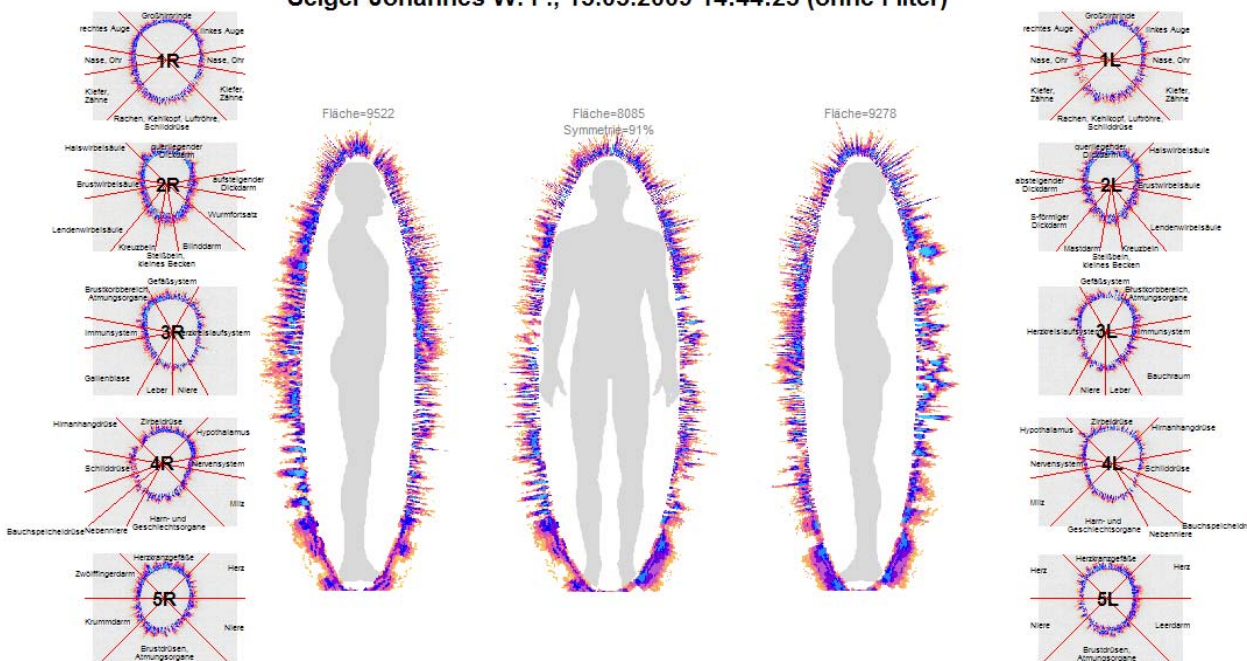 Seiger Johannes W. P., 15.05.2009 14:44:25 (ohne Filter)
Großhirnrinde
rechtes Auge
linkes Auge
1R
Nase, Ohr
Nase, Ohr
Kiefer,
Zähne
Kiefer,
Zähne
Rachen, Kehlkopf, Luftröhre,
Schilddrüse
Halswirbelsäule
querliegender
Dickdarm
Brustwirbelsäule
2R
aufsteigender
Dickdarm
Wurmfortsatz
Lendenwirbelsäule
Kreuzbein
Blinddarm
Steißbein,
kleines Becken
Gefäßsystem
Brustkorbbereich,
Atmungsorgane
Immunsystem
3R
Herzkreislaufsystem
Gallenblase
Leber
Niere
Hirnanhangdrüse
Zirbeldrüse
Hypothalamus
Schilddrüse
4R
Nervensystem
Milz
Harn- und
Geschlechtsorgane
Bauchspeicheldrüse
Nebenniere
Herzkranzgefäße
Zwölffingerdarm
Herz
5R
Krummdarm
Niere
Brustdrüsen,
Atmungsorgane
Fläche=9522
Fläche=8085
Symmetrie=91%
Fläche=9278
Großhirnrinde
rechtes Auge
linkes Auge
Nase, Ohr
1L
Nase, Ohr
Kiefer,
Zähne
Kiefer,
Zähne
Rachen, Kehlkopf, Luftröhre,
Schilddrüse
querliegender
Dickdarm
Halswirbelsäule
absteigender
Dickdarm
2L
Brustwirbelsäule
S-förmiger
Dickdarm
Lendenwirbelsäule
Mastdarm
Kreuzbein
Steißbein,
kleines Becken
Gefäßsystem
Brustkorbbereich,
Atmungsorgane
Herzkreislaufsystem
3L
Immunsystem
Bauchraum
Niere
Leber
Hypothalamus
Zirbeldrüse
Hirnanhangdrüse
Nervensystem
4L
Schilddrüse
Milz
Harn- und
Geschlechtsorgane
Bauchspeicheldr
Nebenniere
Herzkranzgefäße
Herz
Herz
5L
Niere
Leerdarm
Brustdrüsen,
Atmungsorgane